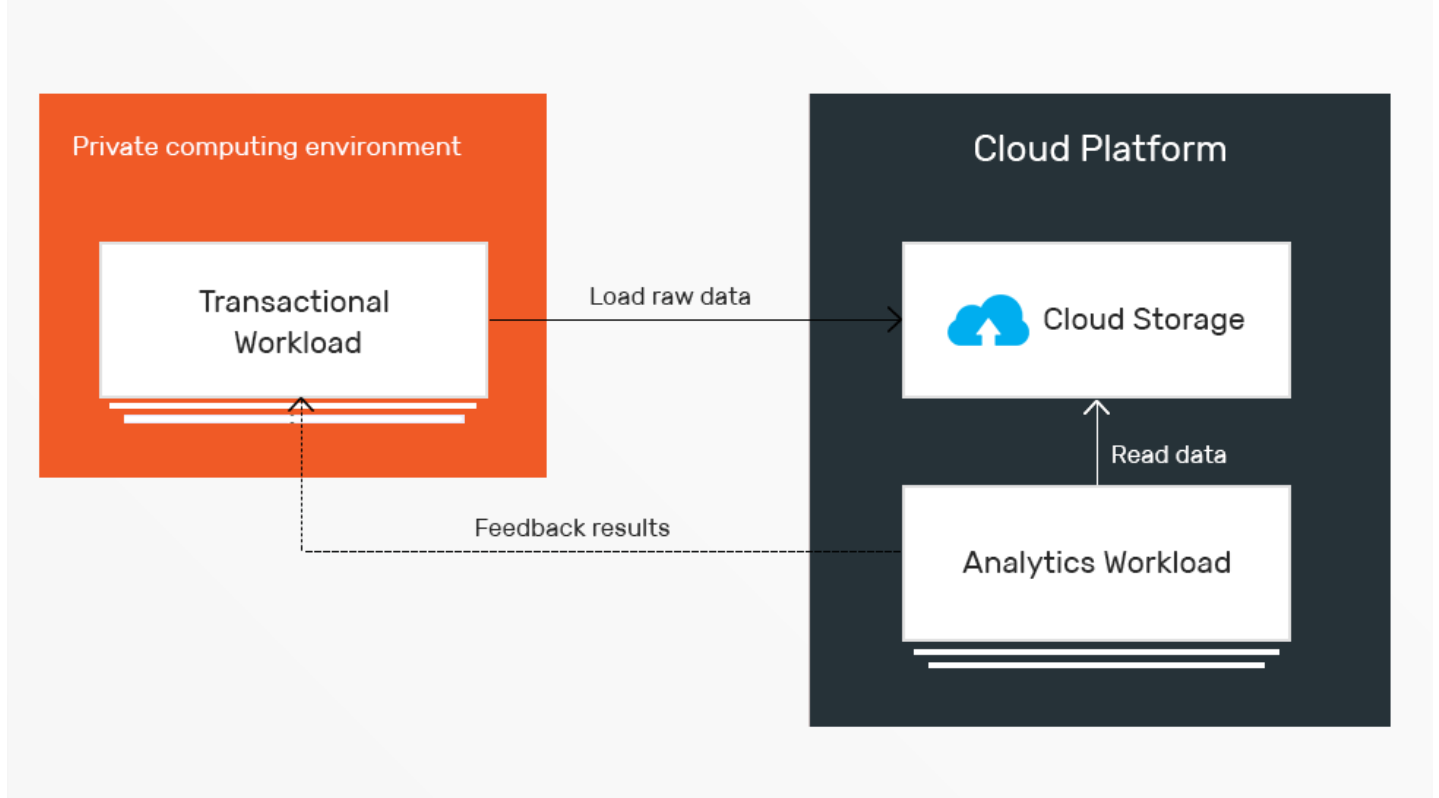 Private computing environment
Cloud Platform
Transactional
Workload
Load raw data
Cloud Storage
Read data
Feedback results
Analytics Workload